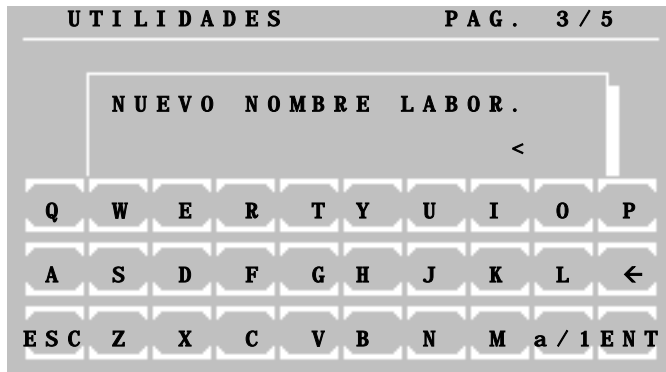 UTILIDADES PAG. 3/5
NUEVO NOMBRE LABOR.
<
Q W E R T Y U I O P
A S D F G H J K L ←
ESC Z X C V B N M a/1 ENT